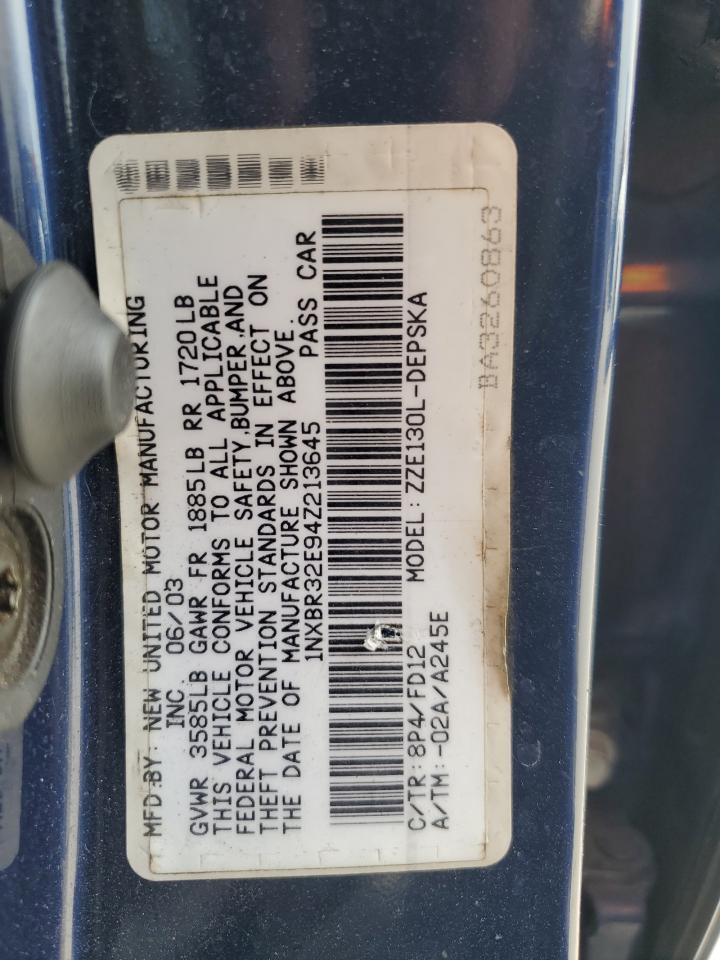 MFD.BY: NEW UNITED MOTOR MANUFACTURING
INC. 06/03
GVWR 3585LB GAWR FR 1885LB RR 1720LB
THIS VEHICLE CONFORMS TO ALL APPLICABLE
FEDERAL MOTOR VEHICLE SAFETY,BUMPER,AND
THEFT PREVENTION STANDARDS IN EFFECT ON
THE DATE OF MANUFACTURE SHOWN ABOVE.
1NXBR32E94Z213645 PASS CAR
C/TR: 8P4/FD12 MODEL: ZZE130L-DEPSKA
A/TM: -02A/A245E
BA3260863